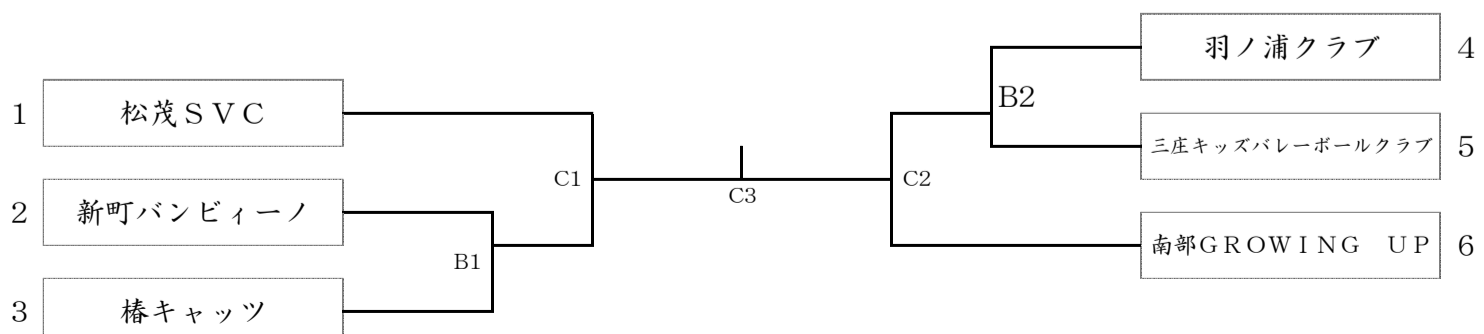 羽ノ浦クラブ 4
1 松茂ＳＶＣ
B2
三庄キッズバレーボールクラブ 5
C1
C2
C3
2 新町バンビィーノ
南部ＧＲＯＷＩＮＧ　ＵＰ 6
B1
3 椿キャッツ